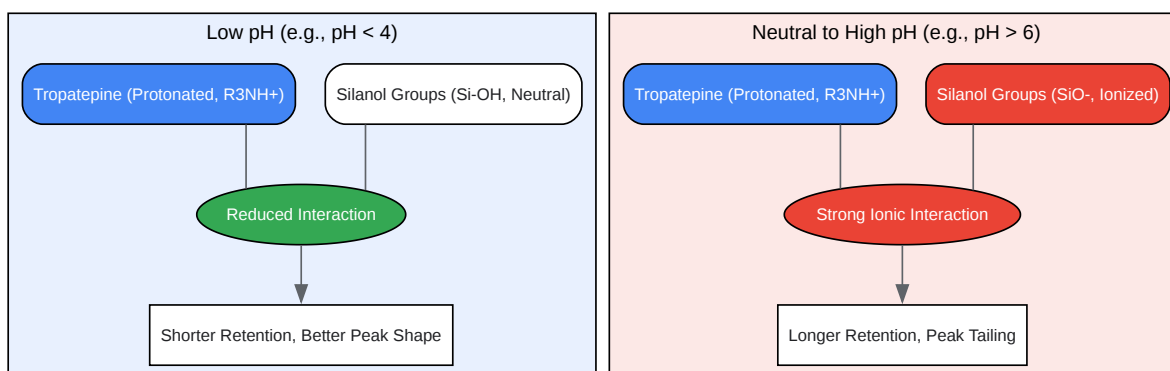 Low pH (e.g., pH < 4)
Tropatepine (Protonated, R3NH+)
Silanol Groups (Si-OH, Neutral)
Reduced Interaction
Shorter Retention, Better Peak Shape
Neutral to High pH (e.g., pH > 6)
Tropatepine (Protonated, R3NH+)
Silanol Groups (SiO-, Ionized)
Strong Ionic Interaction
Longer Retention, Peak Tailing